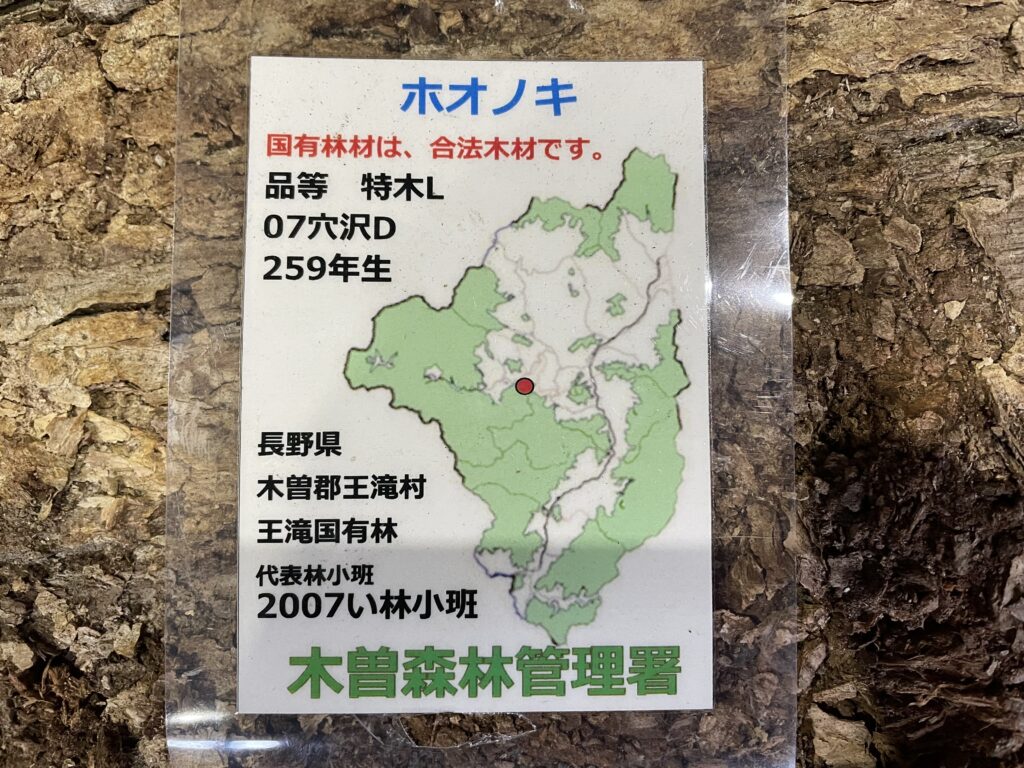 ホオノキ
国有林材は、合法木材です。
品等　特木L
07穴沢D
259年生
長野県
木曽郡王滝村
王滝国有林
代表林小班
2007い林小班
木曽森林管理署